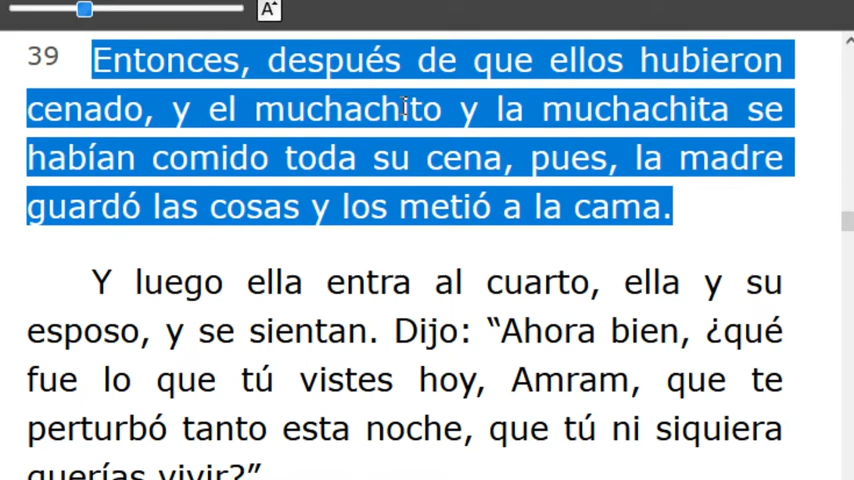 A
39 Entonces, después de que ellos hubieron
cenado, y el muchachito y la muchachita se
habían comido toda su cena, pues, la madre
guardó las cosas y los metió a la cama.
Y luego ella entra al cuarto, ella y su
esposo, y se sientan. Dijo: “Ahora bien, ¿qué
fue lo que tú vistes hoy, Amram, que te
perturbó tanto esta noche, que tú ni siquiera
querías vivir?”